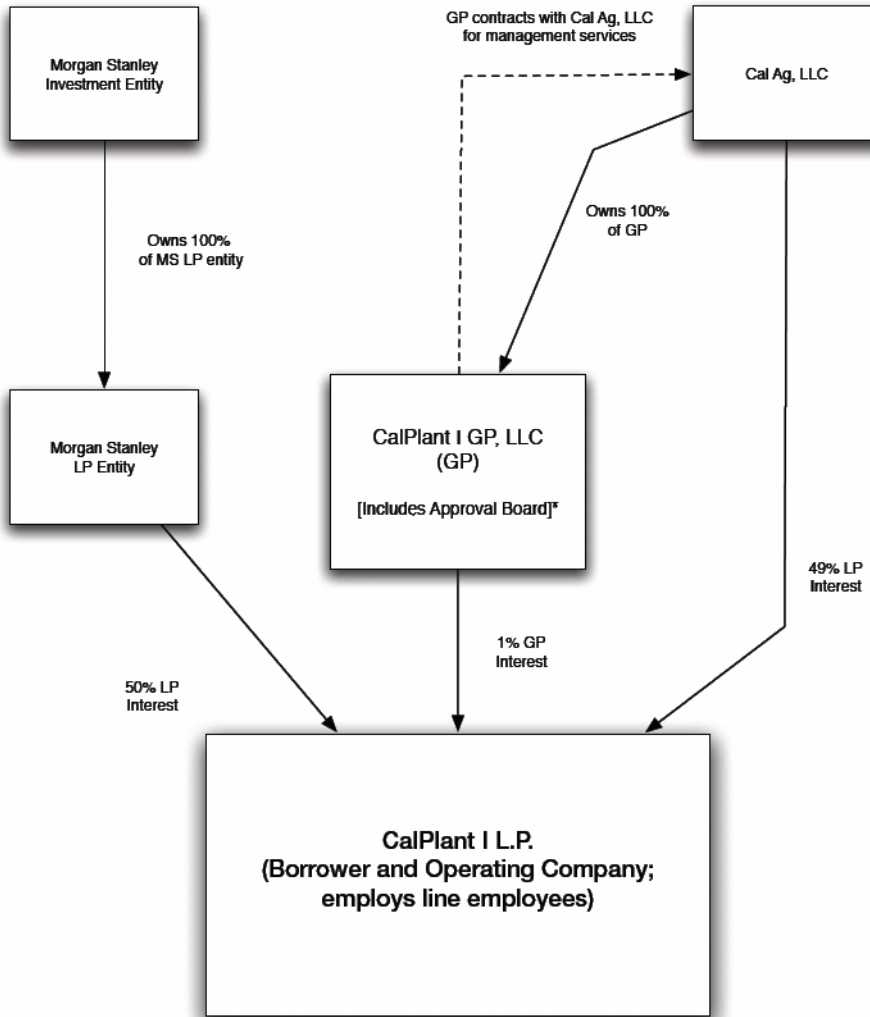 GP contracts with Cal Ag, LLC
for management services
Morgan Stanley
Investment Entity
Cal Ag, LLC
Owns 100%
of MS LP entity
Owns 100%
of GP
Morgan Stanley
LP Entity
CalPlant I GP, LLC
(GP)
[Includes Approval Board]*
49% LP
Interest
1% GP
Interest
50% LP
Interest
CalPlant I L.P.
(Borrower and Operating Company;
employs line employees)